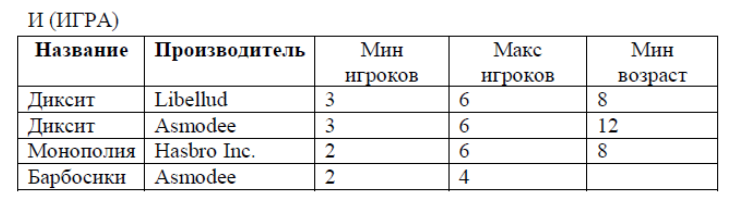 И (ИГРА)
Название Производитель Мин игроков Макс игроков Мин возраст
Диксит Libellud 3 6 8
Диксит Asmodee 3 6 12
Монополия Hasbro Inc. 2 6 8
Барбосики Asmodee 2 4